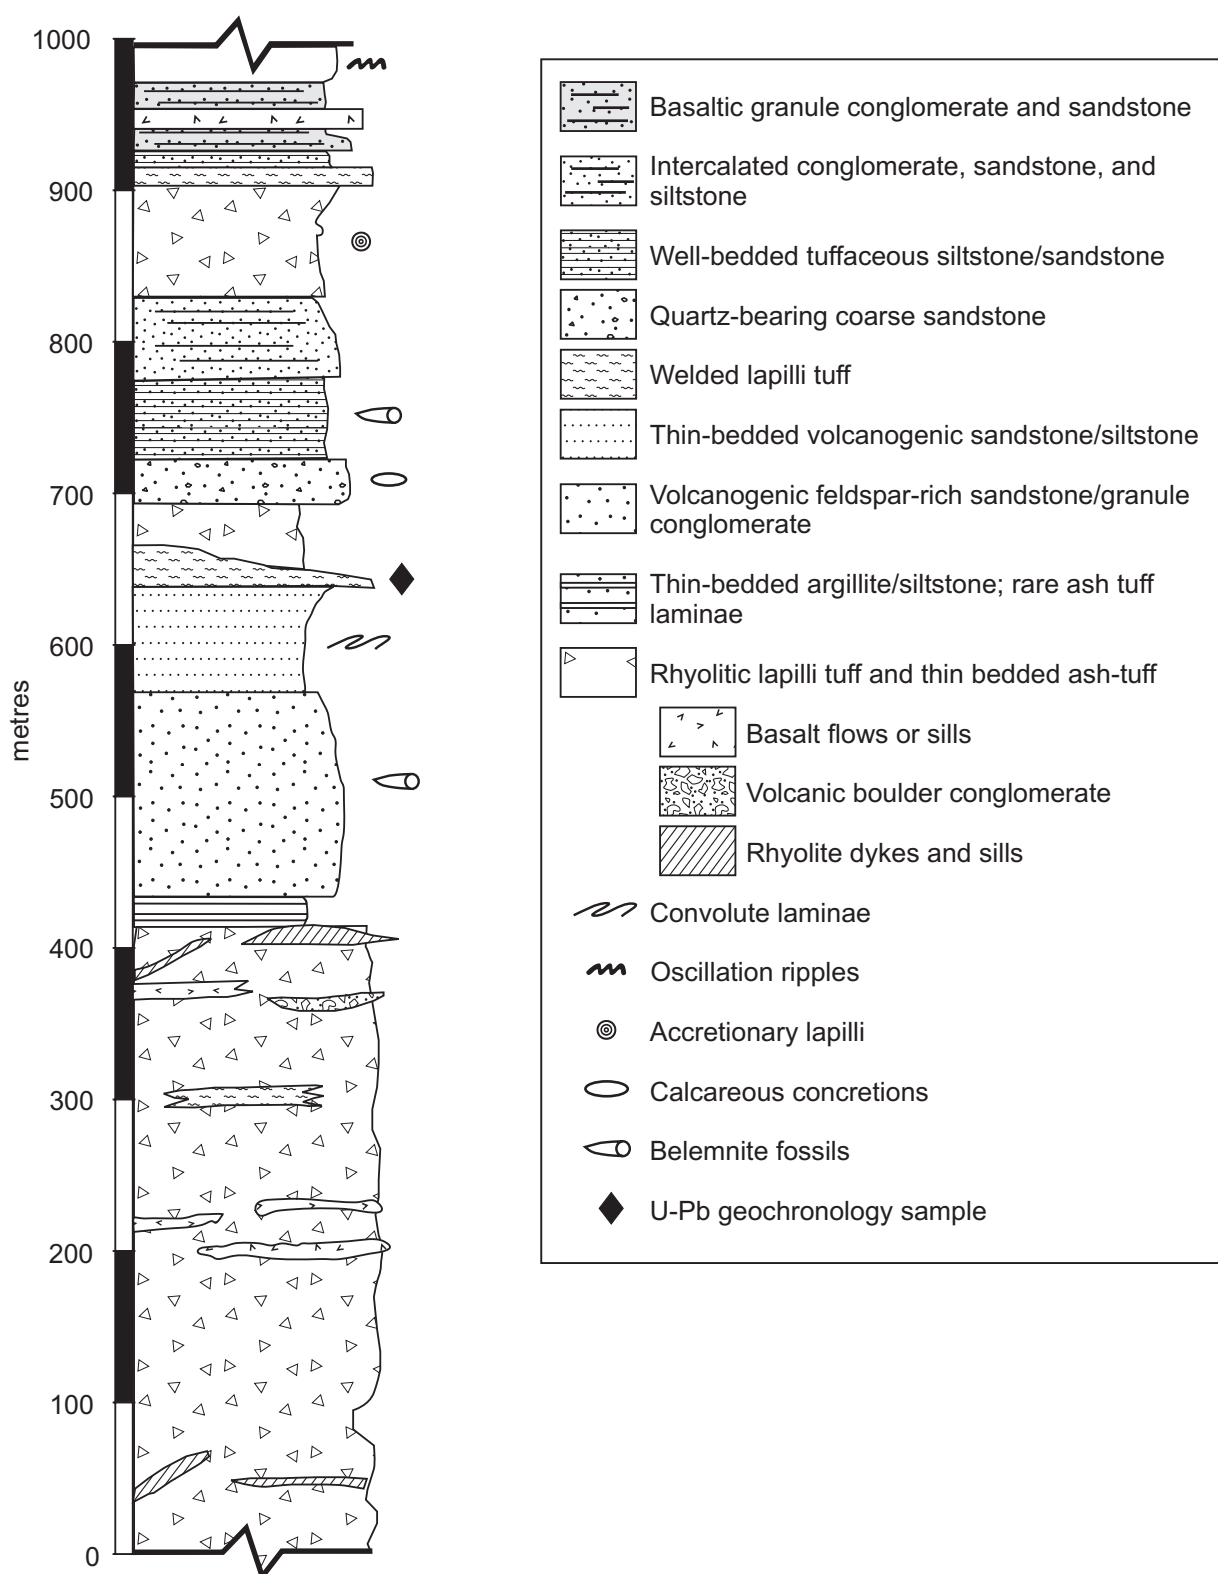 1000
900
800
700
600
500
400
300
200
100
0
metres
Basaltic granule conglomerate and sandstone
Intercalated conglomerate, sandstone, and
siltstone
Well-bedded tuffaceous siltstone/sandstone
Quartz-bearing coarse sandstone
Welded lapilli tuff
Thin-bedded volcanogenic sandstone/siltstone
Volcanogenic feldspar-rich sandstone/granule
conglomerate
Thin-bedded argillite/siltstone; rare ash tuff
laminae
Rhyolitic lapilli tuff and thin bedded ash-tuff
Basalt flows or sills
Volcanic boulder conglomerate
Rhyolite dykes and sills
Convolute laminae
Oscillation ripples
Accretionary lapilli
Calcareous concretions
Belemnite fossils
U-Pb geochronology sample